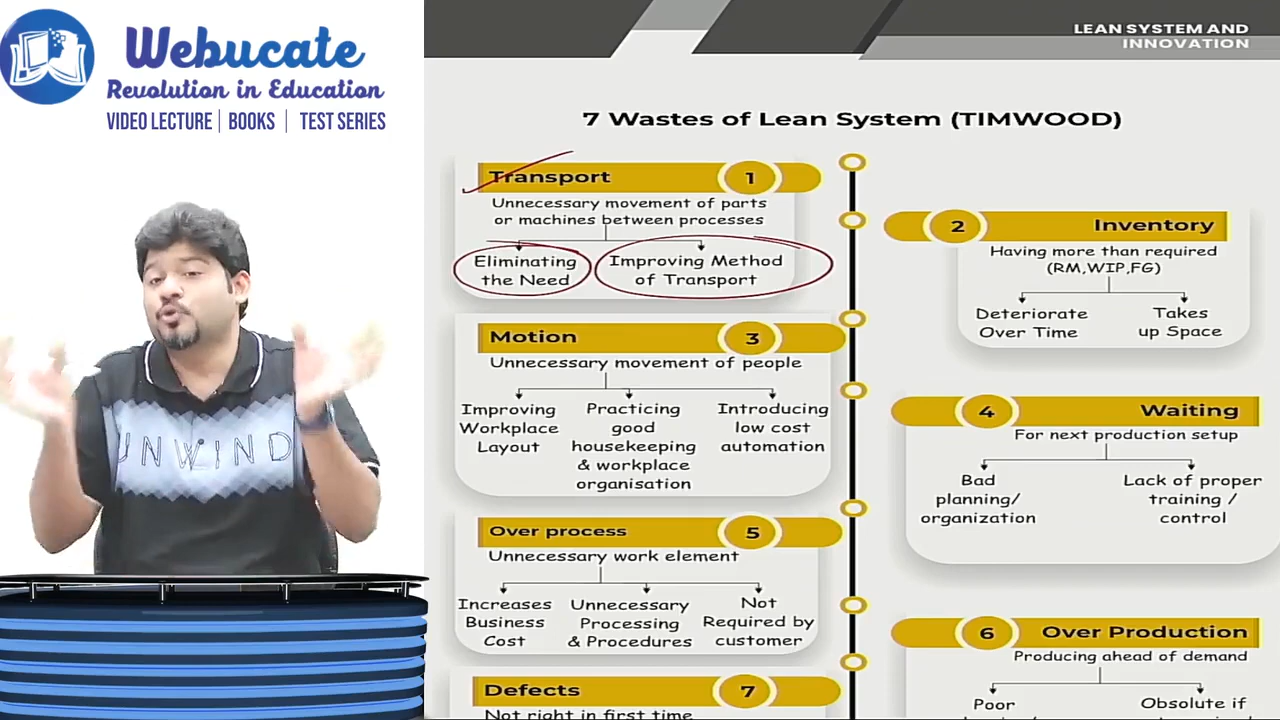 Webucate
Revolution in Education
VIDEO LECTURE | BOOKS | TEST SERIES
LEAN SYSTEM AND
INNOVATION
7 Wastes of Lean System (TIMWOOD)
Transport 1
Unnecessary movement of parts
or machines between processes
Eliminating
the Need
Improving Method
of Transport
2 Inventory
Having more than required
(RM,WIP,FG)
Deteriorate
Over Time
Takes
up Space
Motion 3
Unnecessary movement of people
Improving
Workplace
Layout
Practicing
good
housekeeping
& workplace
organisation
Introducing
low cost
automation
4 Waiting
For next production setup
Bad
planning/
organization
Lack of proper
training /
control
Over process 5
Unnecessary work element
Increases
Business
Cost
Unnecessary
Processing
& Procedures
Not
Required by
customer
6 Over Production
Producing ahead of demand
Poor
Obsolute if
Defects 7
Not right in first time
UNWIND